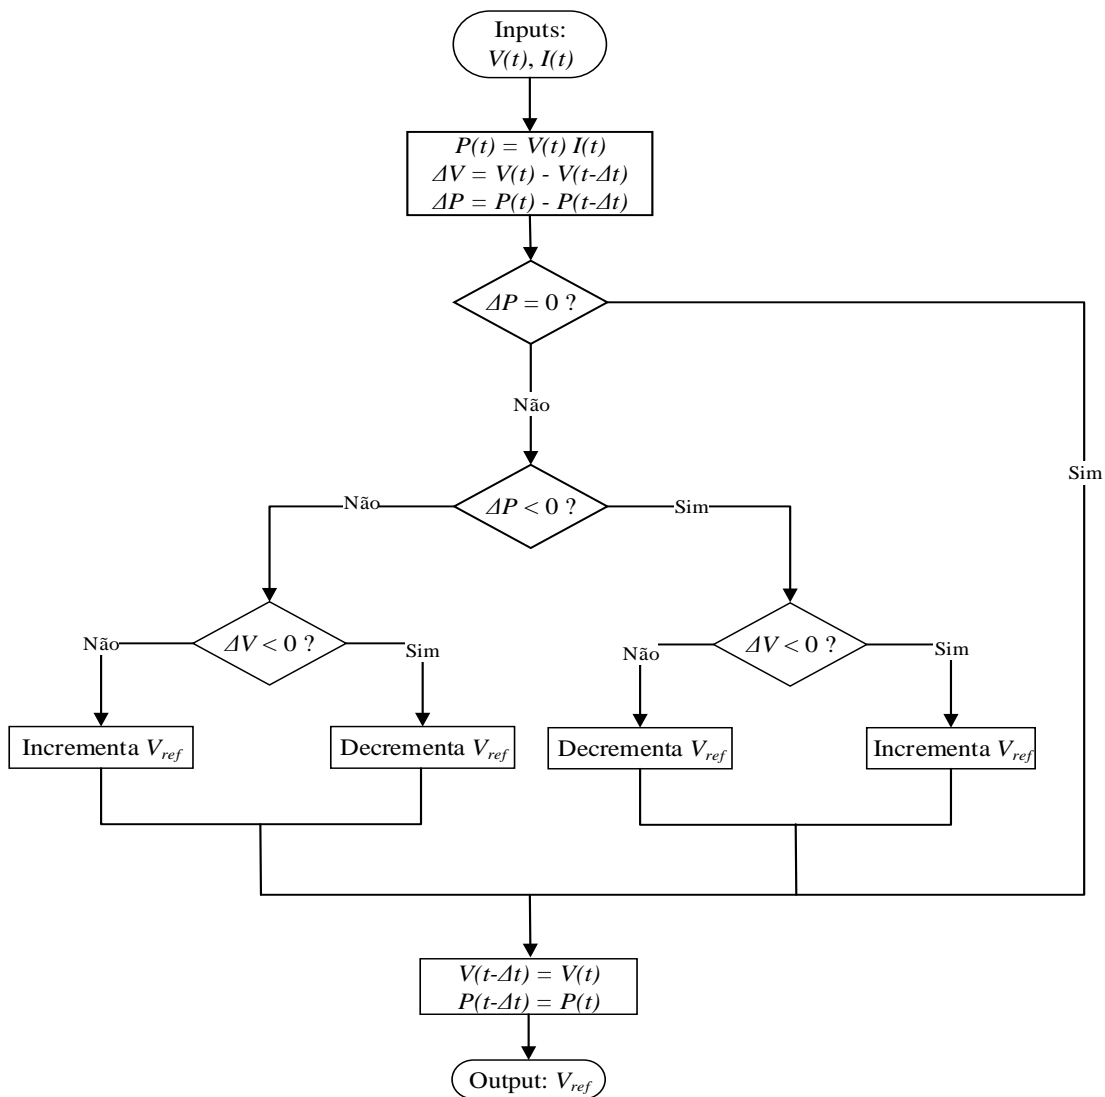 Inputs:
V(t), I(t)
P(t) = V(t) I(t)
ΔV = V(t) - V(t-Δt)
ΔP = P(t) - P(t-Δt)
ΔP = 0 ?
Não
Sim
Não
ΔP < 0 ?
Sim
Não
ΔV < 0 ?
Sim
Não
ΔV < 0 ?
Sim
Incrementa Vref
Decrementa Vref
Decrementa Vref
Incrementa Vref
V(t-Δt) = V(t)
P(t-Δt) = P(t)
Output: Vref